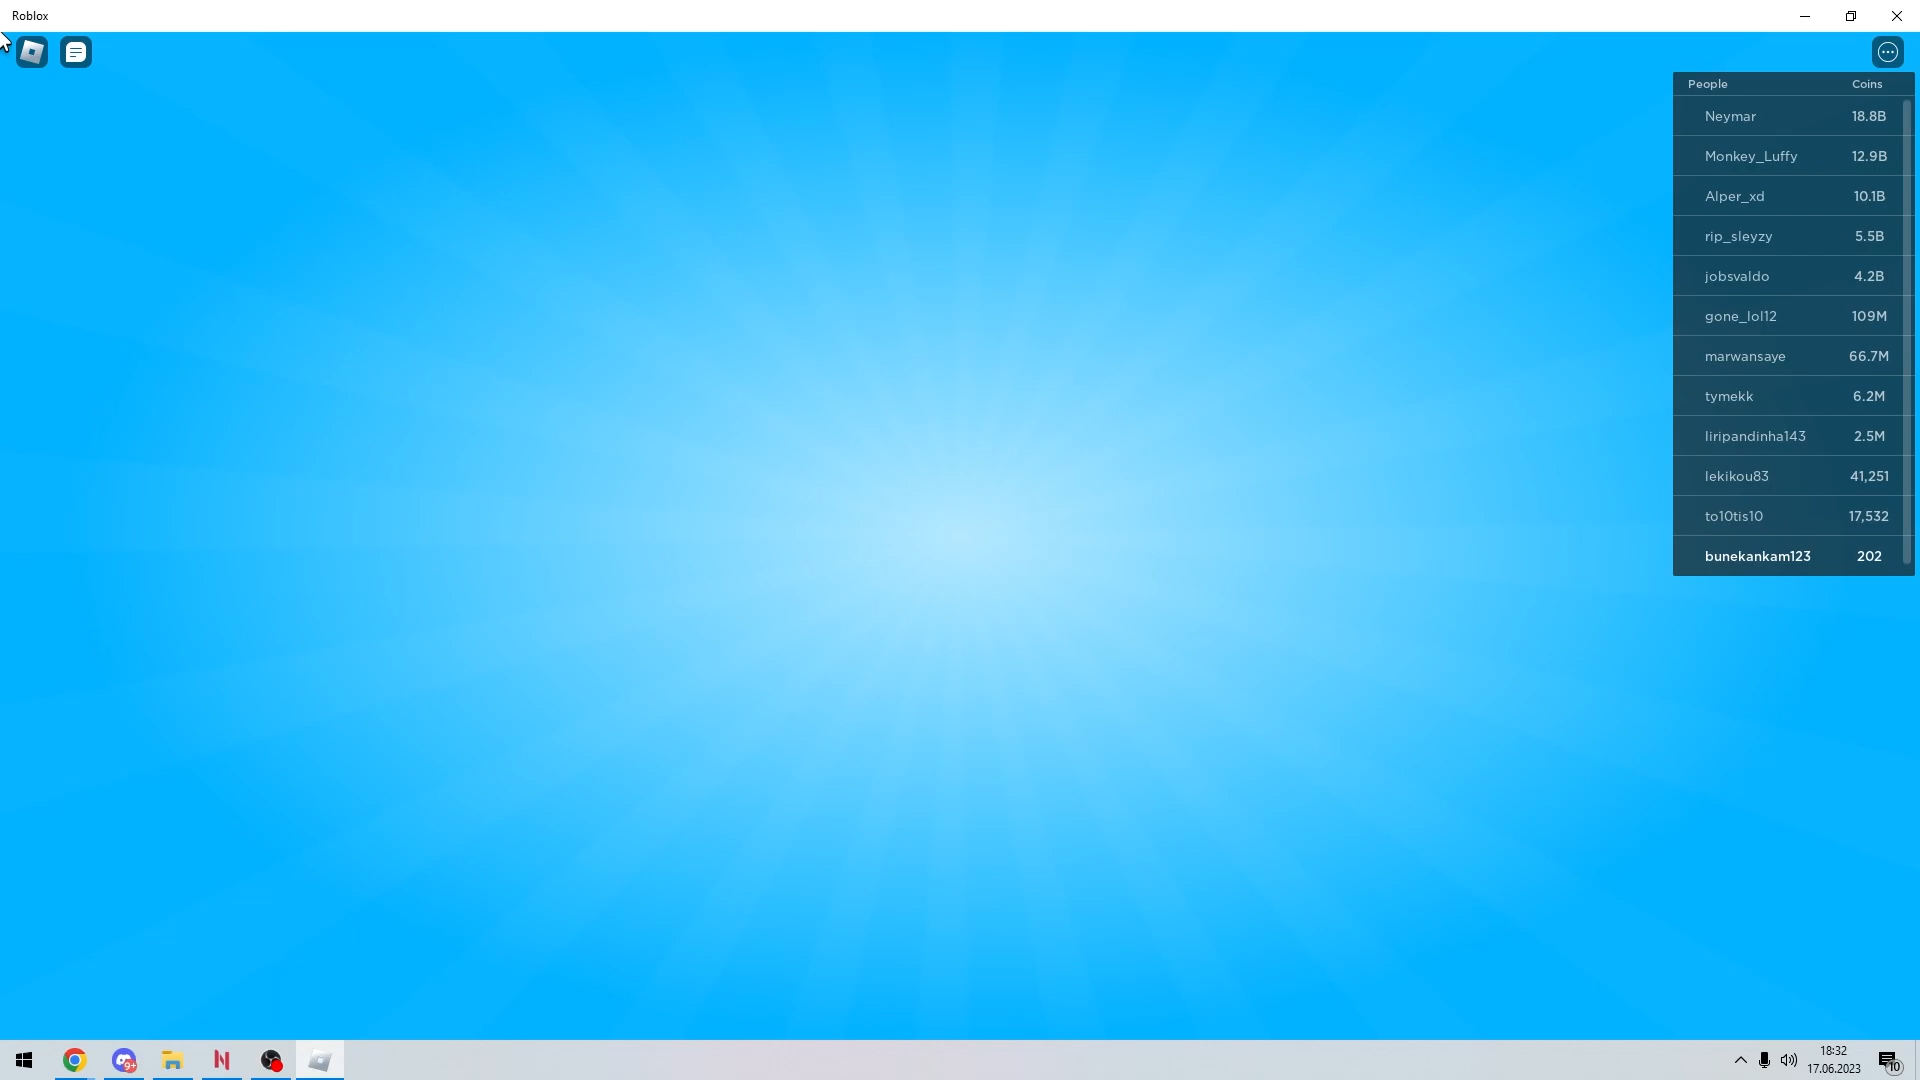 Roblox
People Coins
Neymar 18.8B
Monkey_Luffy 12.9B
Alper_xd 10.1B
rip_sleyzy 5.5B
jobsvaldo 4.2B
gone_lol12 109M
marwansaye 66.7M
tymekk 6.2M
liripandinha143 2.5M
lekikou83 41,251
to10tis10 17,532
bunekankam123 202
9+
18:32
17.06.2023
10